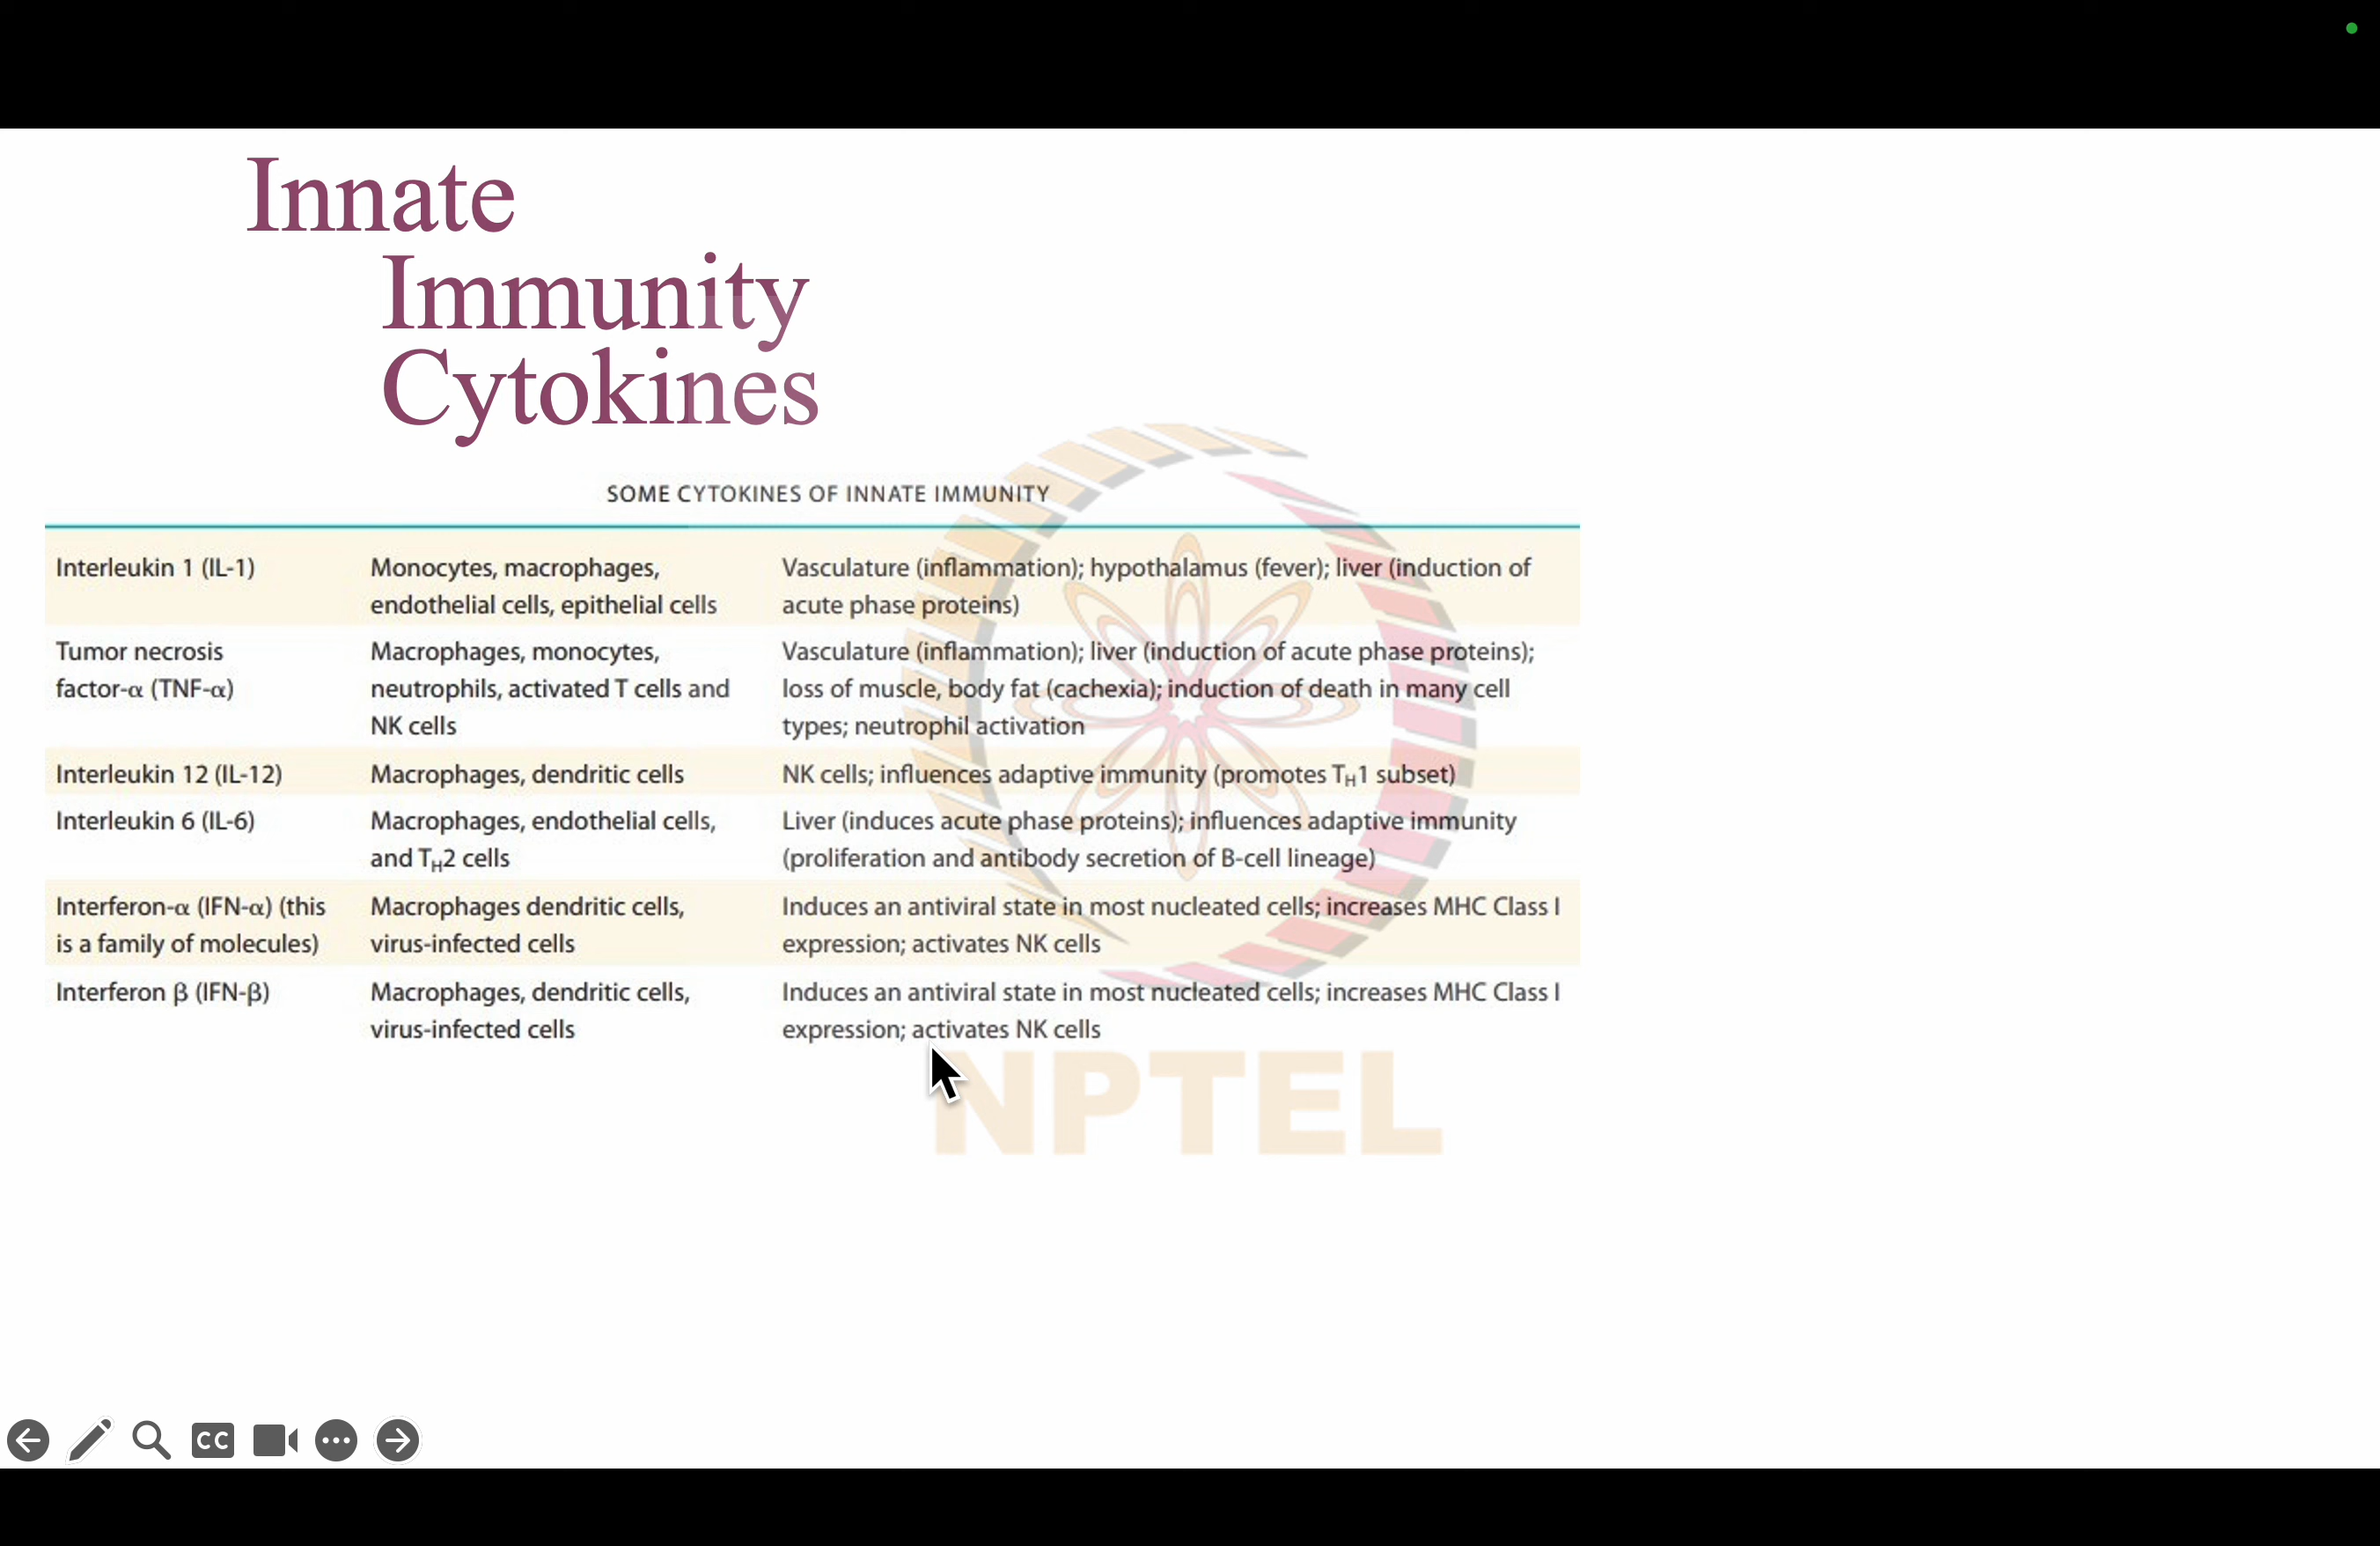 Innate
Immunity
Cytokines
SOME CYTOKINES OF INNATE IMMUNITY
Interleukin 1 (IL-1)
Monocytes, macrophages,
endothelial cells, epithelial cells
Vasculature (inflammation); hypothalamus (fever); liver (induction of
acute phase proteins)
Tumor necrosis
factor-α (TNF-α)
Macrophages, monocytes,
neutrophils, activated T cells and
NK cells
Vasculature (inflammation); liver (induction of acute phase proteins);
loss of muscle, body fat (cachexia); induction of death in many cell
types; neutrophil activation
Interleukin 12 (IL-12)
Macrophages, dendritic cells
NK cells; influences adaptive immunity (promotes TH1 subset)
Interleukin 6 (IL-6)
Macrophages, endothelial cells,
and TH2 cells
Liver (induces acute phase proteins); influences adaptive immunity
(proliferation and antibody secretion of B-cell lineage)
Interferon-α (IFN-α) (this
is a family of molecules)
Macrophages dendritic cells,
virus-infected cells
Induces an antiviral state in most nucleated cells; increases MHC Class I
expression; activates NK cells
Interferon β (IFN-β)
Macrophages, dendritic cells,
virus-infected cells
Induces an antiviral state in most nucleated cells; increases MHC Class I
expression; activates NK cells
NPTEL
CC